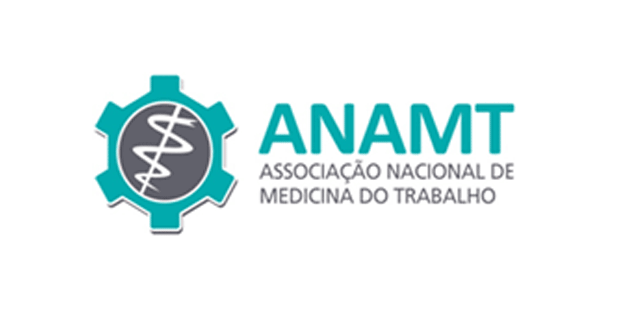 ANAMT
ASSOCIAÇÃO NACIONAL DE
MEDICINA DO TRABALHO